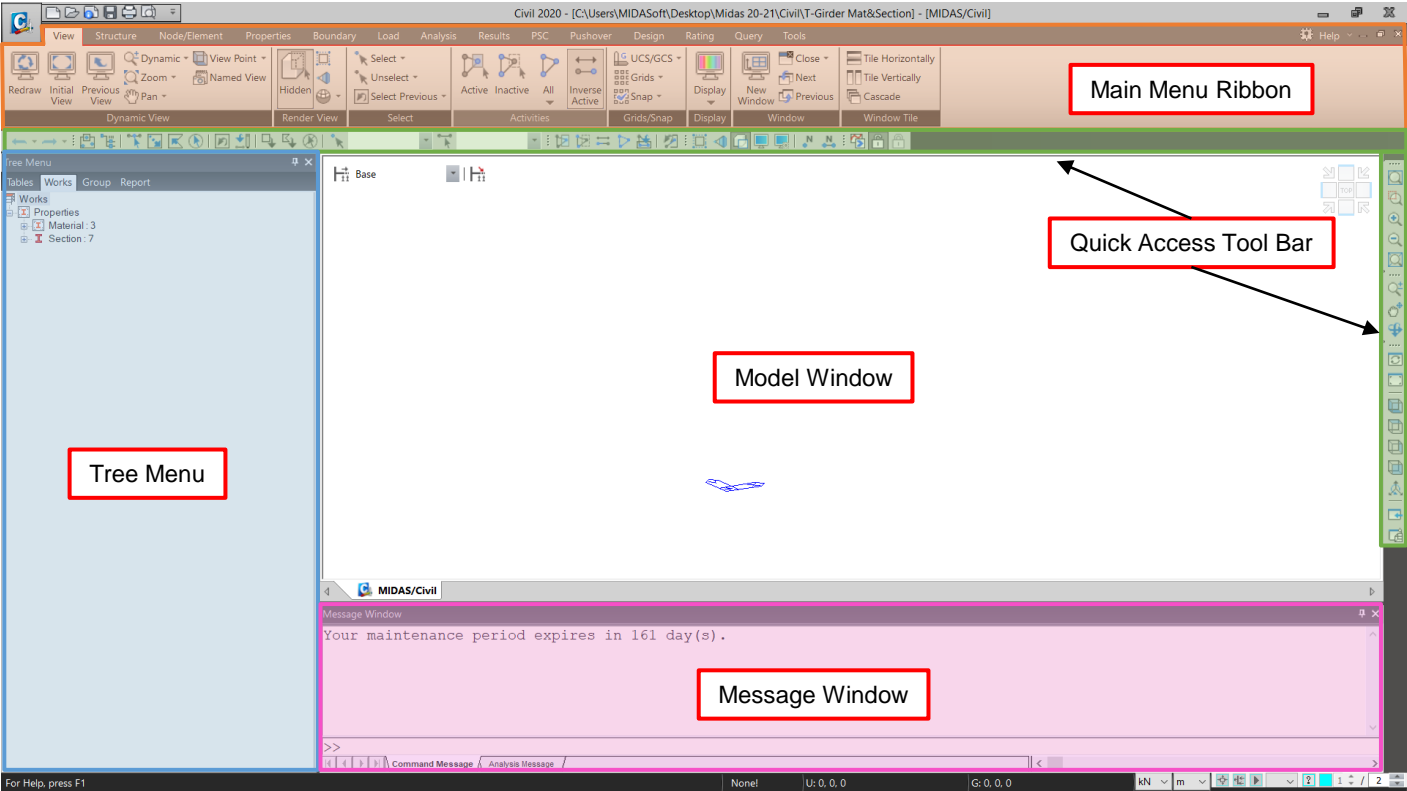 Civil 2020 - [C:\Users\MIDASoft\Desktop\Midas 20-21\Civil\T-Girder Mat&Section] - [MIDAS/Civil]
View Structure Node/Element Properties Boundary Load Analysis Results PSC Pushover Design Rating Query Tools Help
Redraw
Initial View
Previous View
Dynamic
Zoom
Pan
View Point
Named View
Hidden
Select
Unselect
Select Previous
Active
Inactive
All
Inverse Active
UCS/GCS
Grids
Snap
Display
New Window
Close
Next
Previous
Tile Horizontally
Tile Vertically
Cascade
Dynamic View Render View Select Activities Grids/Snap Display Window Window Tile
Main Menu Ribbon
Tree Menu
Tables Works Group Report
Works
Properties
Material : 3
Section : 7
Base
TOP
Quick Access Tool Bar
Model Window
Tree Menu
MIDAS/Civil
Message Window
Your maintenance period expires in 161 day(s).
Message Window
>>
Command Message Analysis Message
For Help, press F1 None! U: 0, 0, 0 G: 0, 0, 0 kN m 1 / 2